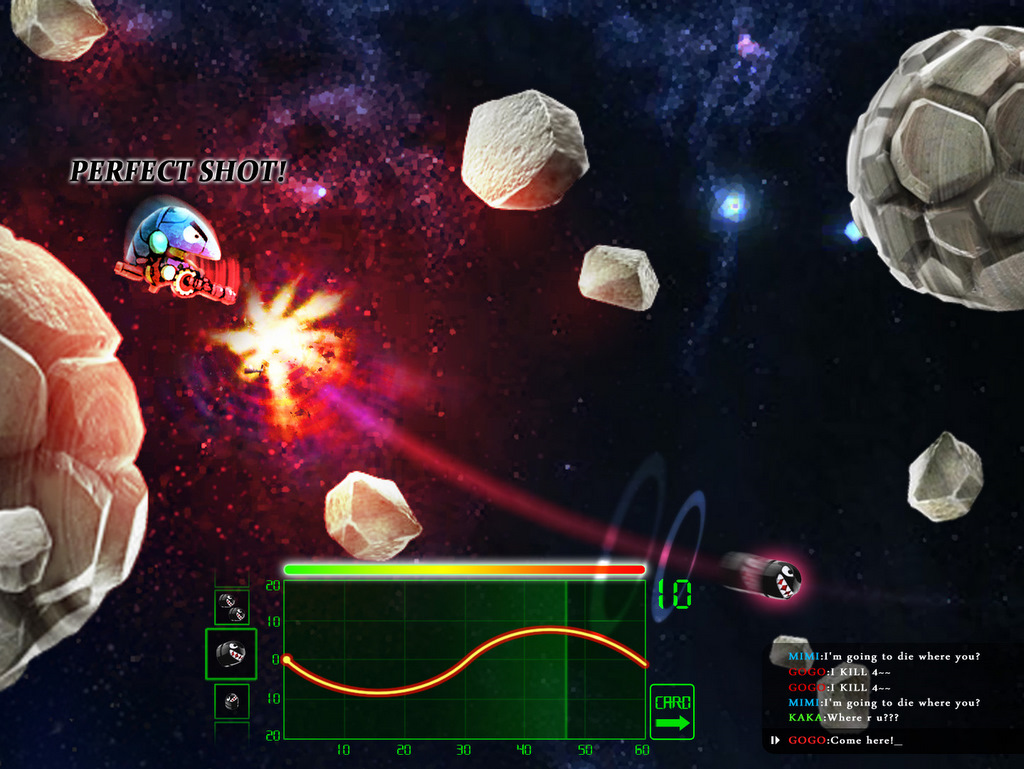 PERFECT SHOT!
20
10
0
10
20
10 20 30 40 50 60
10
CARD
MIMI:I'm going to die where you?
GOGO:I KILL 4~~
GOGO:I KILL 4~~
MIMI:I'm going to die where you?
KAKA:Where r u???
GOGO:Come here!_